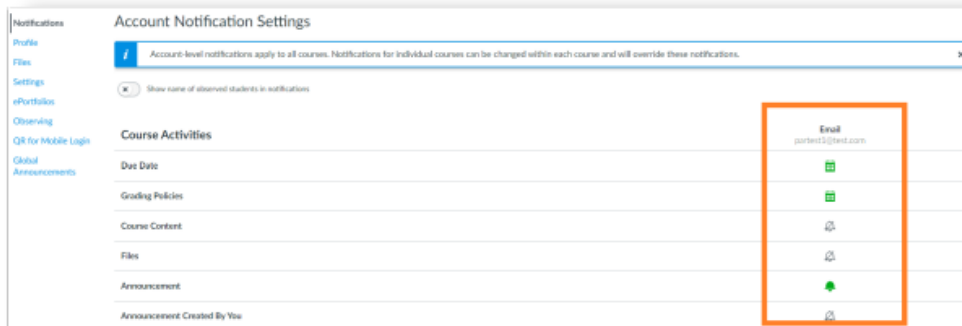 Notifications
Profile
Files
Settings
ePortfolios
Observing
QR for Mobile Login
Global
Announcements
Account Notification Settings
i Account-level notifications apply to all courses. Notifications for individual courses can be changed within each course and will override these notifications.
Show name of observed students in notifications
Course Activities
Email
partest1@test.com
Due Date
Grading Policies
Course Content
Files
Announcement
Announcement Created By You